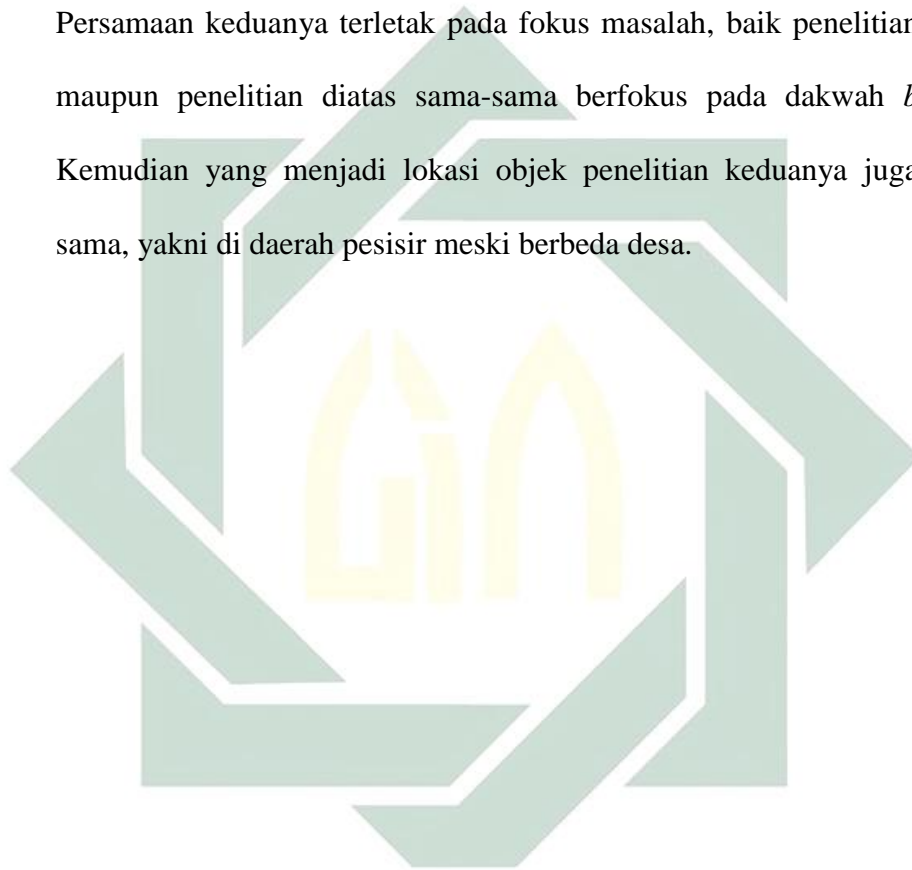 Persamaan keduanya terletak pada fokus masalah, baik penelitian
maupun penelitian diatas sama-sama berfokus pada dakwah
Kemudian yang menjadi lokasi objek penelitian keduanya juga
sama, yakni di daerah pesisir meski berbeda desa.